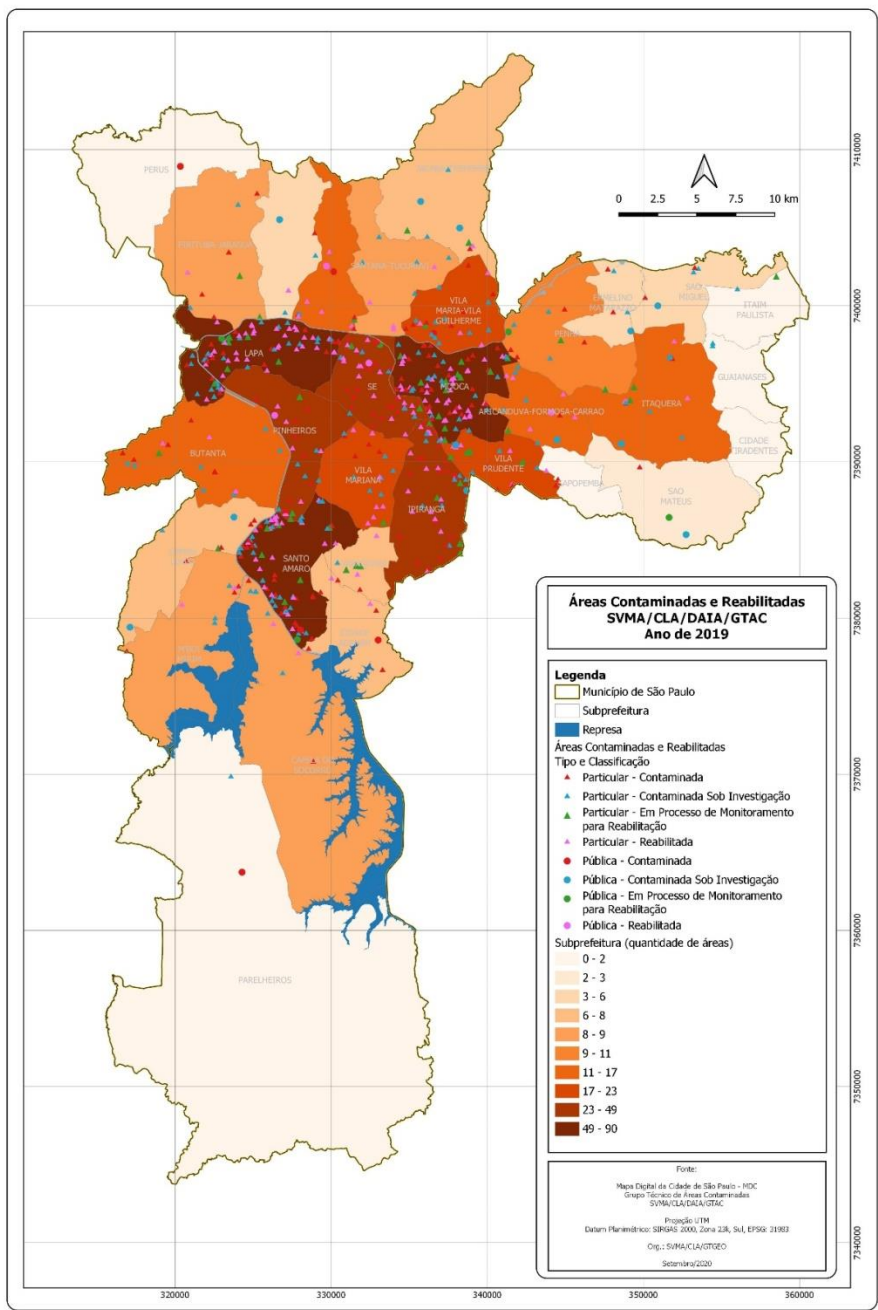 PERUS
VILA
MARIA-VILA
GUILHERME
ERMELINO
SAO
MIGUEL
ITAIM
PAULISTA
PENHA
GUAIANASES
LAPA
SE
MOOCA
ARICANDUVA-FORMOSA-CARRAO
ITAQUERA
CIDADE
TIRADENTES
PINHEIROS
BUTANTA
VILA
MARIANA
VILA
PRUDENTE
SAPOPEMBA
SAO
MATEUS
IPIRANGA
SANTO
AMARO
PARELHEIROS
0 2.5 5 7.5 10 km
7410000
7400000
7390000
7380000
7370000
7360000
7350000
7340000
320000 330000 340000 350000 360000
Áreas Contaminadas e Reabilitadas
SVMA/CLA/DAIA/GTAC
Ano de 2019
Legenda
Município de São Paulo
Subprefeitura
Represa
Áreas Contaminadas e Reabilitadas
Tipo e Classificação
Particular - Contaminada
Particular - Contaminada Sob Investigação
Particular - Em Processo de Monitoramento
para Reabilitação
Particular - Reabilitada
Pública - Contaminada
Pública - Contaminada Sob Investigação
Pública - Em Processo de Monitoramento
para Reabilitação
Pública - Reabilitada
Subprefeitura (quantidade de áreas)
0 - 2
2 - 3
3 - 6
6 - 8
8 - 9
9 - 11
11 - 17
17 - 23
23 - 49
49 - 90
Fonte:
Mapa Digital da Cidade de São Paulo - MDC
Grupo Técnico de Áreas Contaminadas
SVMA/CLA/DAIA/GTAC
Projeção UTM
Datum Planimétrico: SIRGAS 2000, Zona 23k, Sul, EPSG: 31983
Org.: SVMA/CLA/GTGEO
Setembro/2020